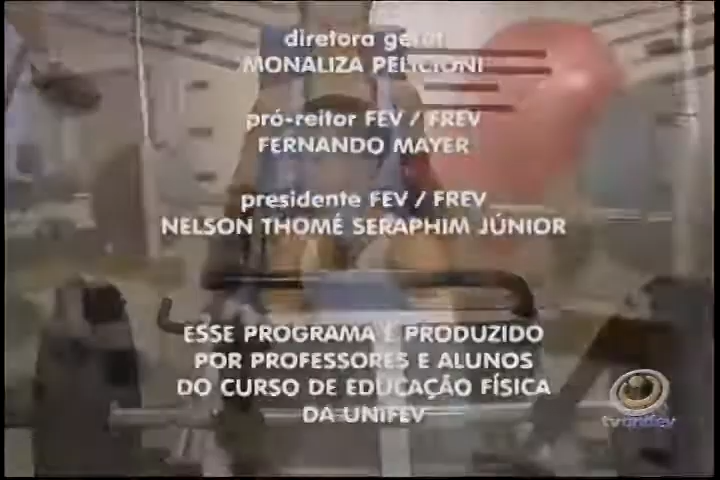 diretora geral
MONALIZA PELICIONI
pró-reitor FEV / FREV
FERNANDO MAYER
presidente FEV / FREV
NELSON THOMÉ SERAPHIM JÚNIOR
ESSE PROGRAMA É PRODUZIDO
POR PROFESSORES E ALUNOS
DO CURSO DE EDUCAÇÃO FÍSICA
DA UNIFEV
tvunifev